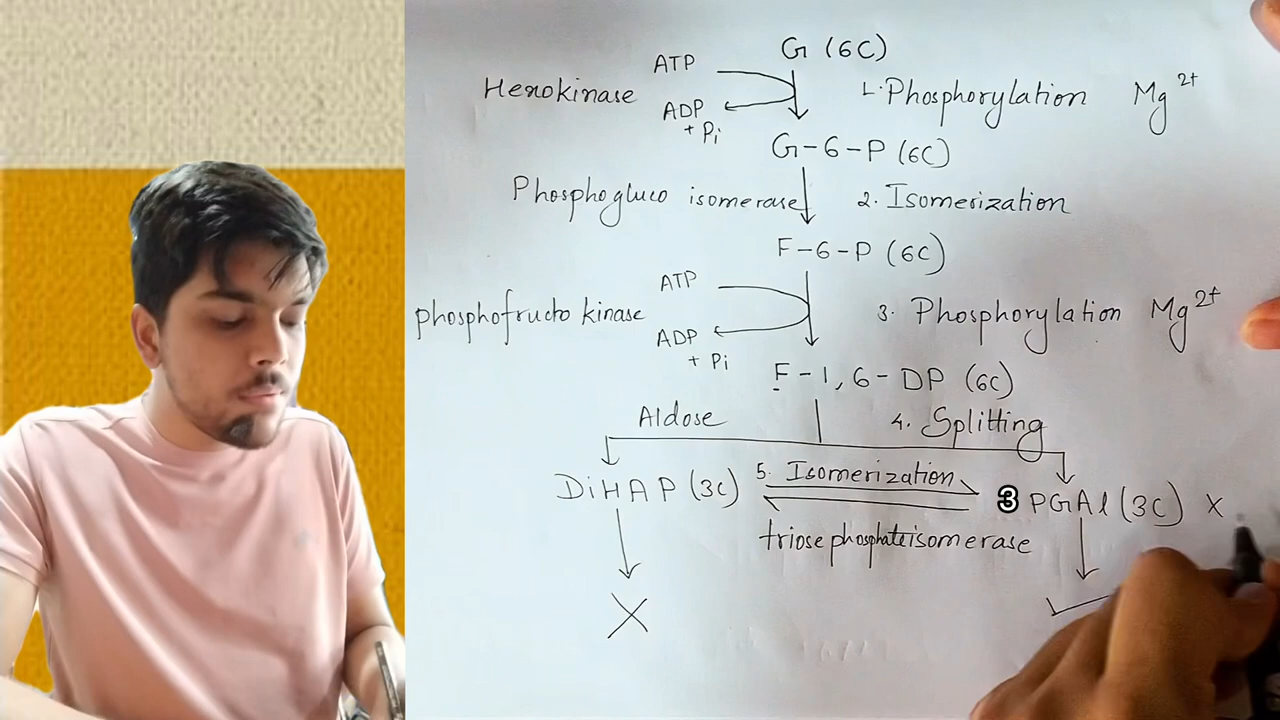 G (6C)
ATP
Hexokinase
ADP
+ Pi
1. Phosphorylation Mg2+
G-6-P (6C)
Phosphogluco isomerase
2. Isomerization
F-6-P (6C)
ATP
phosphofructo kinase
ADP
+ Pi
3. Phosphorylation Mg2+
F-1,6-DP (6C)
Aldose
4. Splitting
DiHAP (3C)
5. Isomerization
3 PGAl (3C) X
triose phosphate isomerase
X